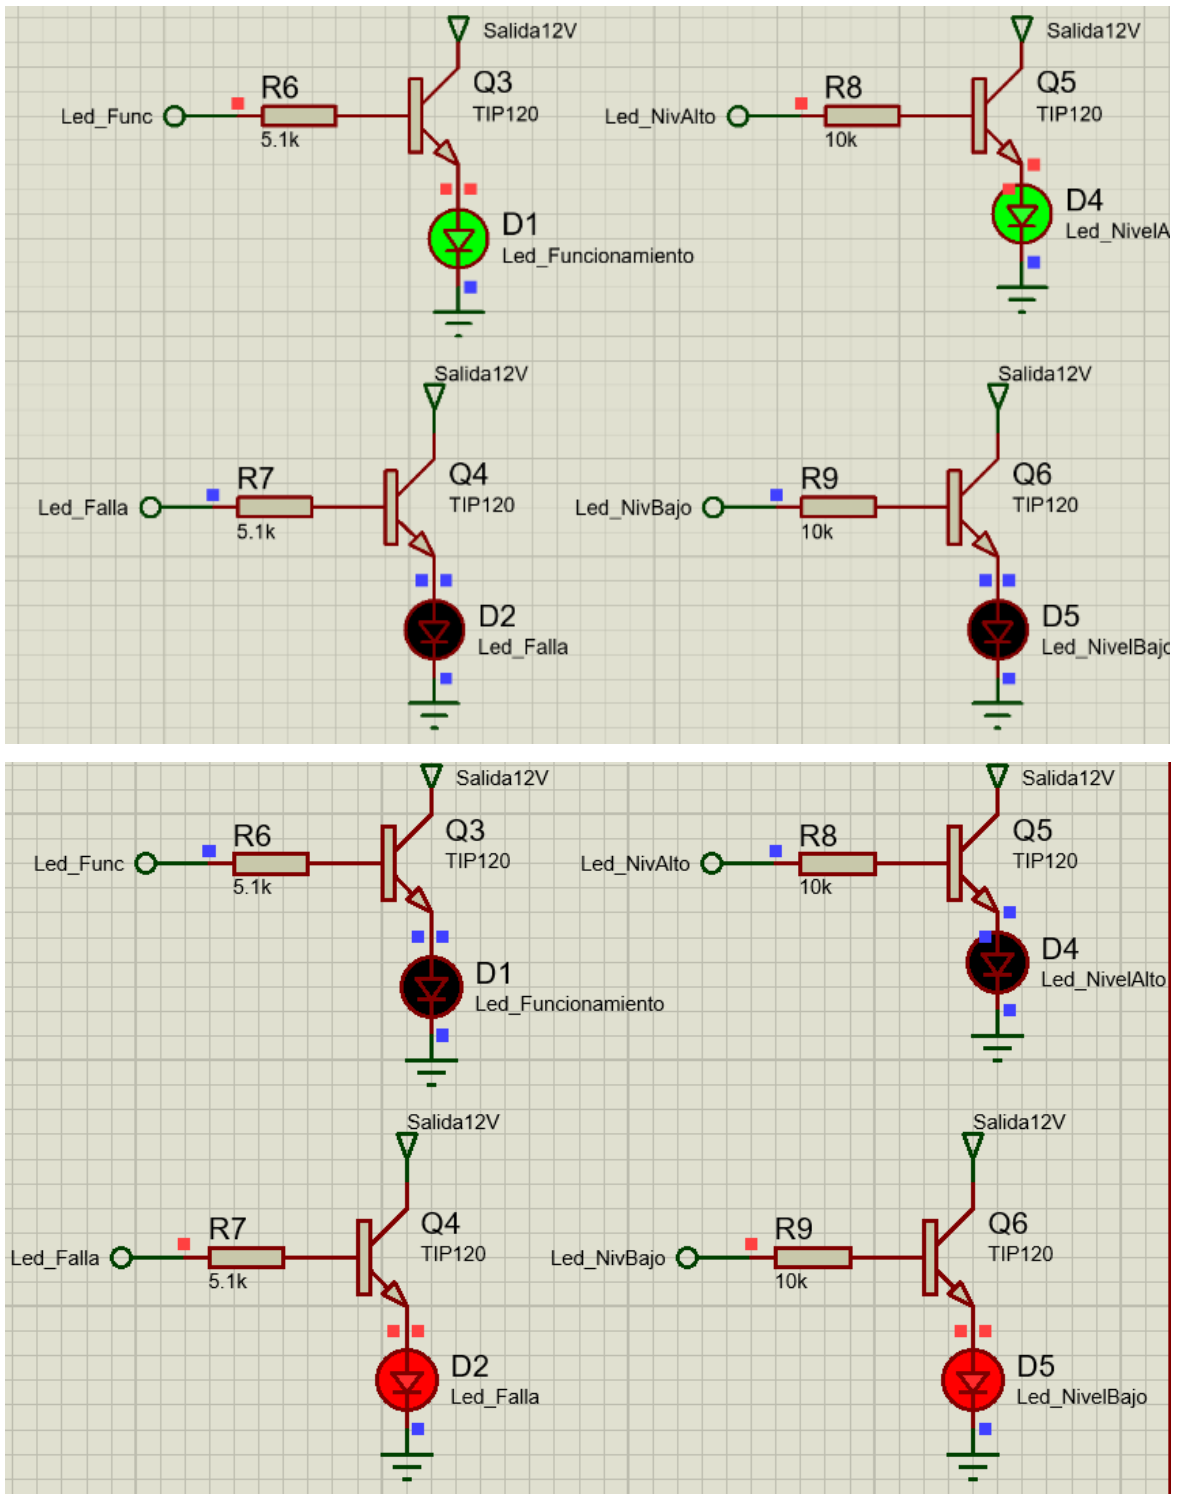 Salida12V
R6
Q3
TIP120
Led_Func
5.1k
D1
Led_Funcionamiento
Salida12V
R8
Q5
TIP120
Led_NivAlto
10k
D4
Led_NivelA
Salida12V
R7
Q4
TIP120
Led_Falla
5.1k
D2
Led_Falla
Salida12V
R9
Q6
TIP120
Led_NivBajo
10k
D5
Led_NivelBajo
Salida12V
R6
Q3
TIP120
Led_Func
5.1k
D1
Led_Funcionamiento
Salida12V
R8
Q5
TIP120
Led_NivAlto
10k
D4
Led_NivelAlto
Salida12V
R7
Q4
TIP120
Led_Falla
5.1k
D2
Led_Falla
Salida12V
R9
Q6
TIP120
Led_NivBajo
10k
D5
Led_NivelBajo